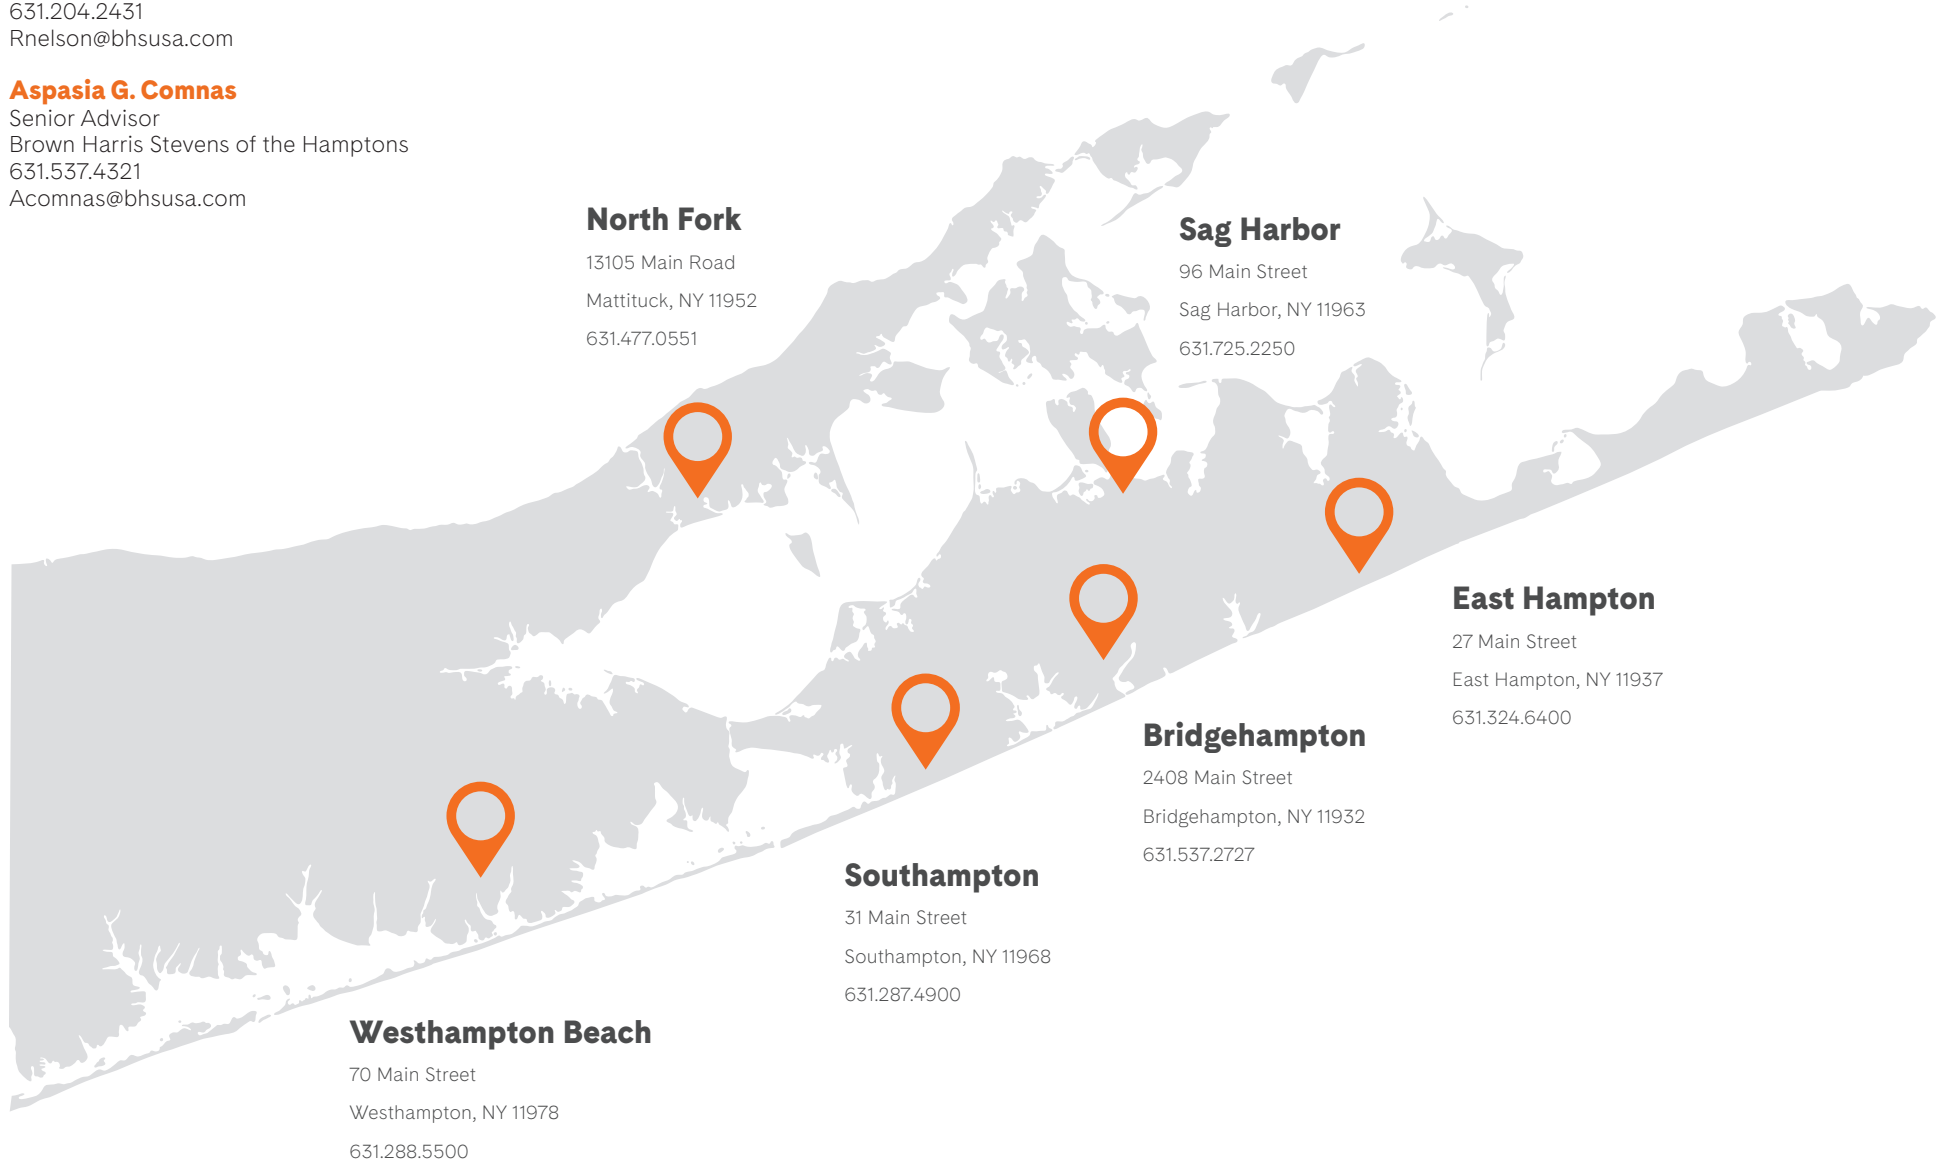 631.204.2431
Rnelson@bhsusa.com
Aspasia G. Comnas
Senior Advisor
Brown Harris Stevens of the Hamptons
631.537.4321
Acomnas@bhsusa.com
North Fork
13105 Main Road
Mattituck, NY 11952
631.477.0551
Sag Harbor
96 Main Street
Sag Harbor, NY 11963
631.725.2250
East Hampton
27 Main Street
East Hampton, NY 11937
631.324.6400
Bridgehampton
2408 Main Street
Bridgehampton, NY 11932
631.537.2727
Southampton
31 Main Street
Southampton, NY 11968
631.287.4900
Westhampton Beach
70 Main Street
Westhampton, NY 11978
631.288.5500